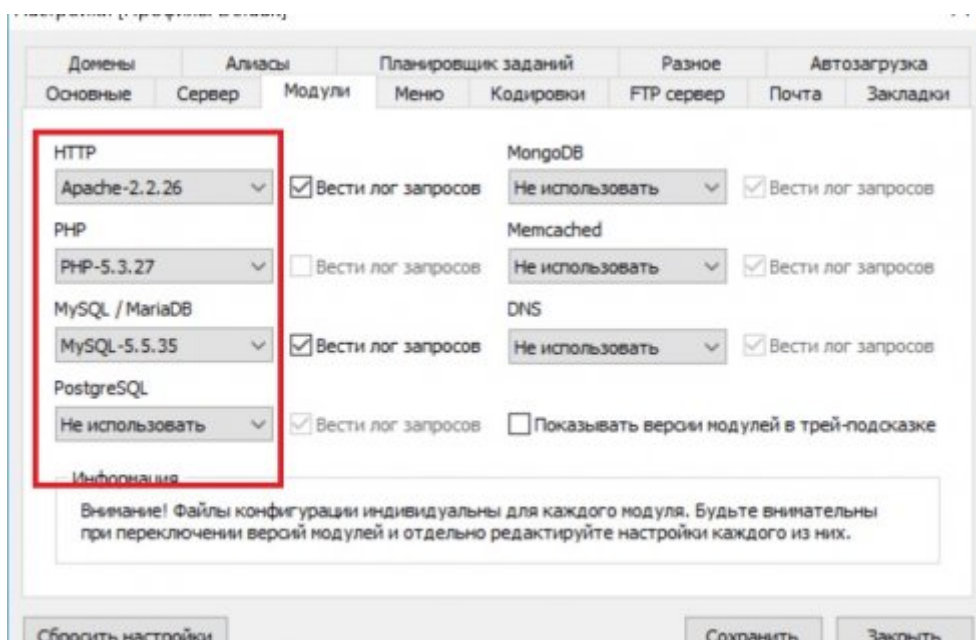 Домены Алиасы Планировщик заданий Разное Автозагрузка
Основные Сервер Модули Меню Кодировки FTP сервер Почта Закладки
HTTP MongoDB
Apache-2.2.26 Вести лог запросов Не использовать Вести лог запросов
PHP Memcached
PHP-5.3.27 Вести лог запросов Не использовать Вести лог запросов
MySQL / MariaDB DNS
MySQL-5.5.35 Вести лог запросов Не использовать Вести лог запросов
PostgreSQL
Не использовать Вести лог запросов Показывать версии модулей в трей-подсказке
Информация
Внимание! Файлы конфигурации индивидуальны для каждого модуля. Будьте внимательны
при переключении версий модулей и отдельно редактируйте настройки каждого из них.
Сбросить настройки Сохранить Закрыть